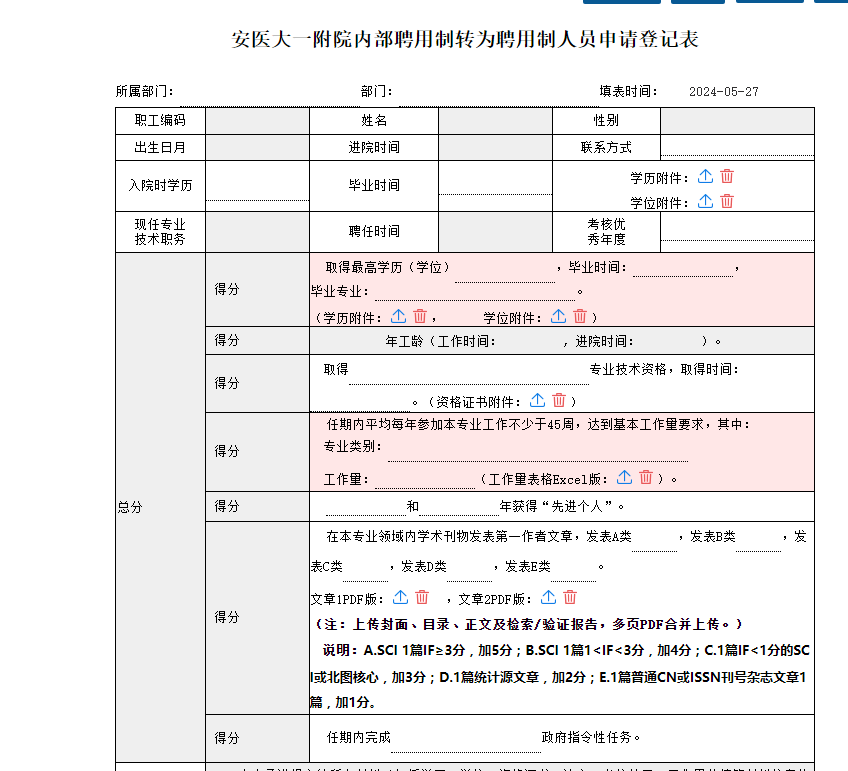 安医大一附院内部聘用制转为聘用制人员申请登记表
所属部门： 部门： 填表时间： 2024-05-27
职工编码 姓名 性别
出生日月 进院时间 联系方式
入院时学历 毕业时间 学历附件：
学位附件：
现任专业技术职务 聘任时间 考核优秀年度
总分
得分 取得最高学历（学位） ，毕业时间： ，
毕业专业： 。
（学历附件： ， 学位附件： ）
得分 年工龄（工作时间： ，进院时间： ）。
得分 取得 专业技术资格，取得时间：
。（资格证书附件： ）
得分 任期内平均每年参加本专业工作不少于45周，达到基本工作量要求，其中：
专业类别：
工作量： （工作量表格Excel版： ）。
得分 和 年获得“先进个人”。
得分 在本专业领域内学术刊物发表第一作者文章，发表A类 ，发表B类 ，发
表C类 ，发表D类 ，发表E类 。
文章1PDF版： ，文章2PDF版：
（注：上传封面、目录、正文及检索/验证报告，多页PDF合并上传。）
说明：A.SCI 1篇IF≥3分，加5分；B.SCI 1篇1<IF<3分，加4分；C.1篇IF<1分的SC
I或北图核心，加3分；D.1篇统计源文章，加2分；E.1篇普通CN或ISSN刊号杂志文章1
篇，加1分。
得分 任期内完成 政府指令性任务。